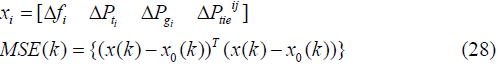 x_i = [Δf_i ΔP_{t_i} ΔP_{g_i} ΔP_{tie}^{ij}]
MSE(k) = {(x(k) − x_0(k))^T (x(k) − x_0(k))} (28)